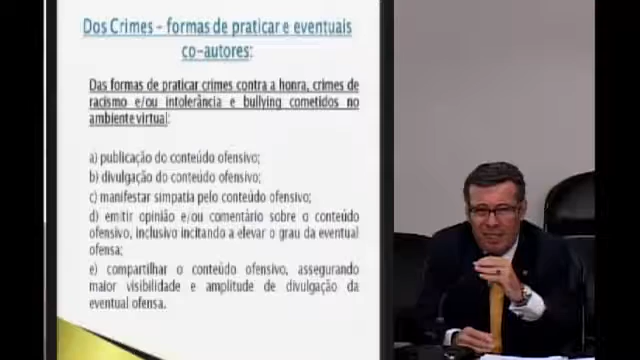 Dos Crimes - formas de praticar e eventuais
co-autores:
Das formas de praticar crimes contra a honra, crimes de
racismo e/ou intolerância e bullying cometidos no
ambiente virtual:
a) publicação do conteúdo ofensivo;
b) divulgação do conteúdo ofensivo;
c) manifestar simpatia pelo conteúdo ofensivo;
d) emitir opinião e/ou comentário sobre o conteúdo
ofensivo, inclusivo incitando a elevar o grau da eventual
ofensa;
e) compartilhar o conteúdo ofensivo, assegurando
maior visibilidade e amplitude de divulgação da
eventual ofensa.